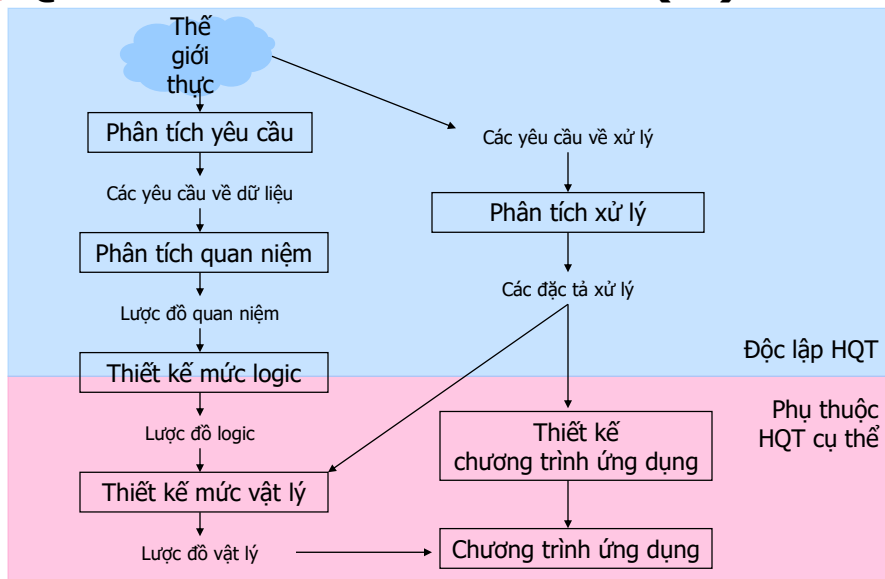 Thế
giới
thực
Phân tích yêu cầu
Các yêu cầu về xử lý
Các yêu cầu về dữ liệu
Phân tích xử lý
Phân tích quan niệm
Các đặc tả xử lý
Lược đồ quan niệm
Độc lập HQT
Thiết kế mức logic
Phụ thuộc
HQT cụ thể
Lược đồ logic
Thiết kế
chương trình ứng dụng
Thiết kế mức vật lý
Lược đồ vật lý
Chương trình ứng dụng